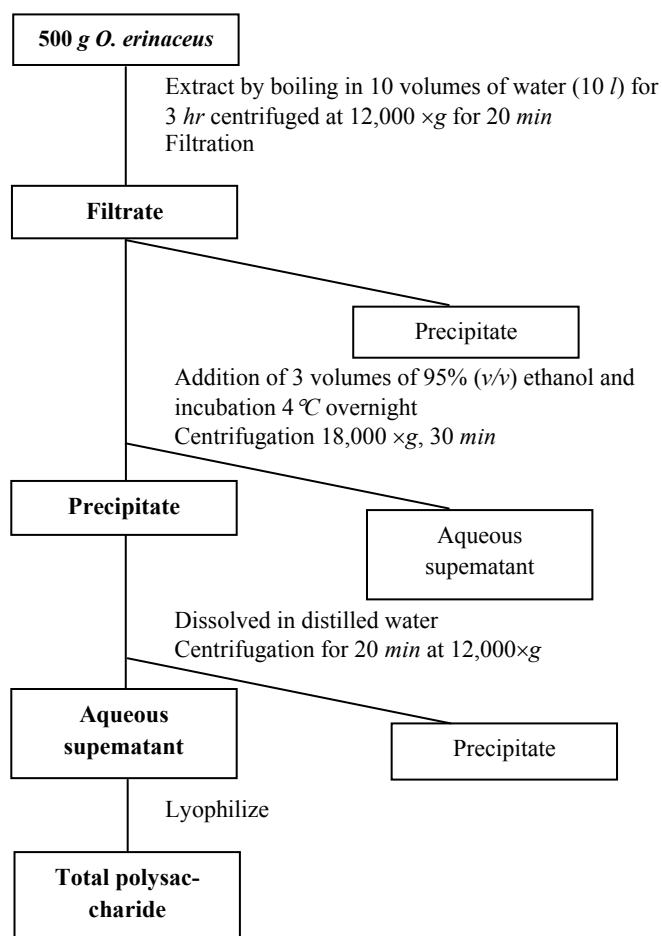 500 g O. erinaceus
Extract by boiling in 10 volumes of water (10 l) for
3 hr centrifuged at 12,000 ×g for 20 min
Filtration
Filtrate
Precipitate
Addition of 3 volumes of 95% (v/v) ethanol and
incubation 4℃ overnight
Centrifugation 18,000 ×g, 30 min
Precipitate
Aqueous
supematant
Dissolved in distilled water
Centrifugation for 20 min at 12,000×g
Aqueous
supematant
Precipitate
Lyophilize
Total polysac-
charide